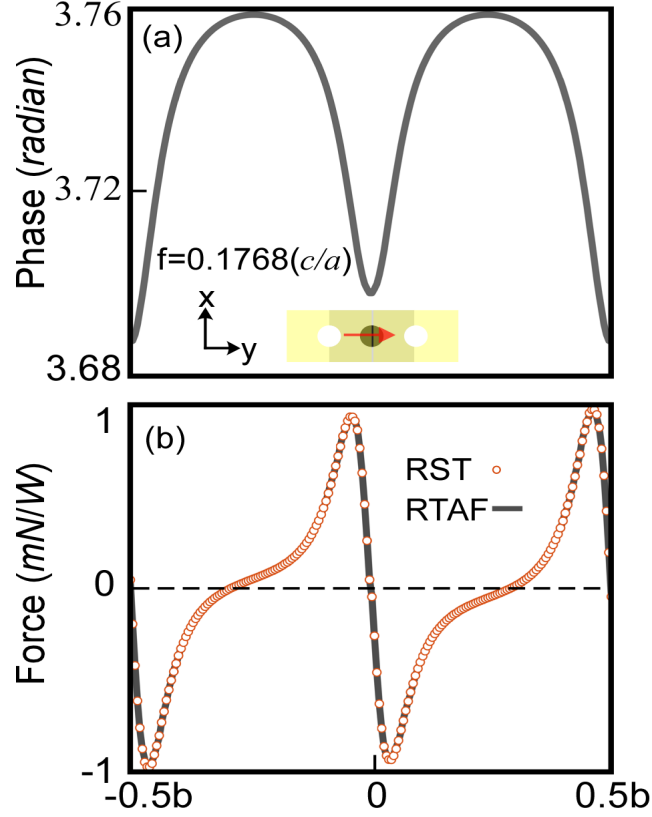 3.76
(a)
Phase (radian)
3.72
f=0.1768(c/a)
x
y
3.68
1
(b)
RST
RTAF
Force (mN/W)
0
-1
-0.5b
0
0.5b